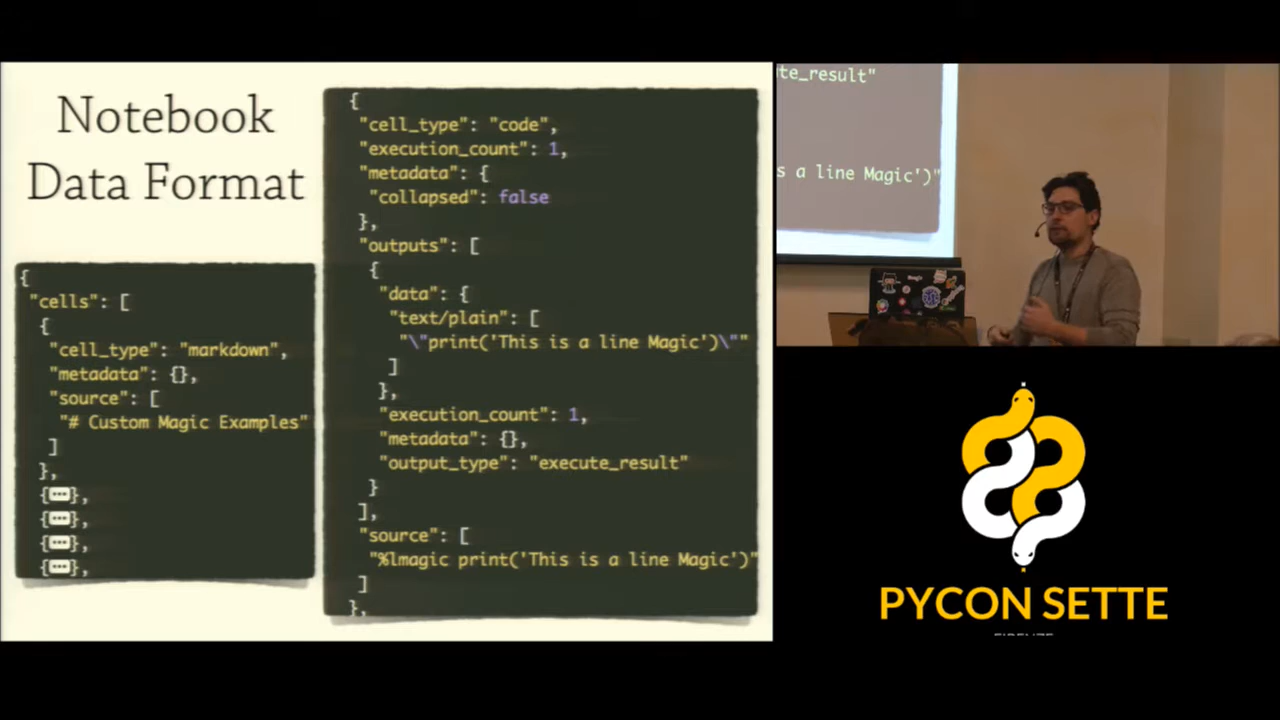 Notebook
Data Format
{
"cells": [
{
"cell_type": "markdown",
"metadata": {},
"source": [
"# Custom Magic Examples"
]
},
{...},
{...},
{...},
{...},
{
"cell_type": "code",
"execution_count": 1,
"metadata": {
"collapsed": false
},
"outputs": [
{
"data": {
"text/plain": [
"\"print('This is a line Magic')\""
]
},
"execution_count": 1,
"metadata": {},
"output_type": "execute_result"
}
],
"source": [
"%lmagic print('This is a line Magic')"
]
},
te_result"
s a line Magic')"
PYCON SETTE